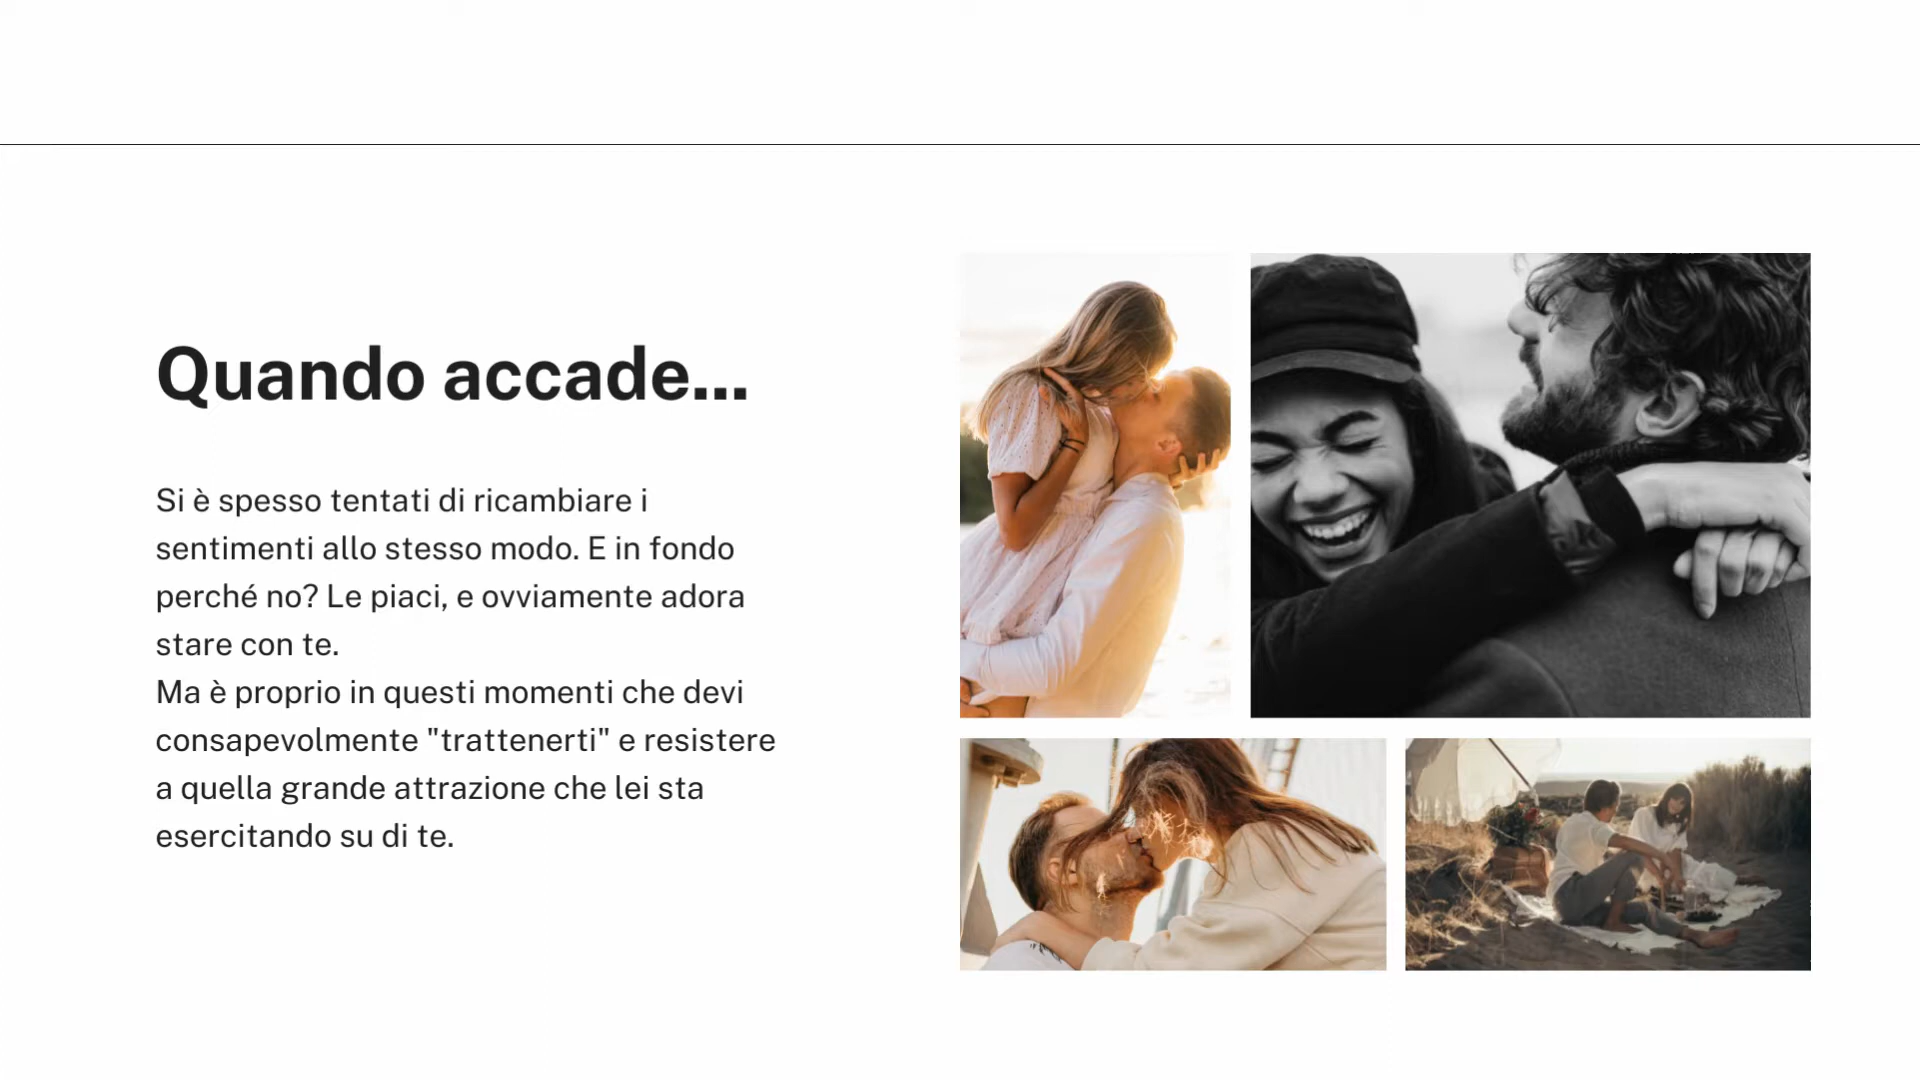 Quando accade...
Si è spesso tentati di ricambiare i
sentimenti allo stesso modo. E in fondo
perché no? Le piaci, e ovviamente adora
stare con te.
Ma è proprio in questi momenti che devi
consapevolmente "trattenerti" e resistere
a quella grande attrazione che lei sta
esercitando su di te.